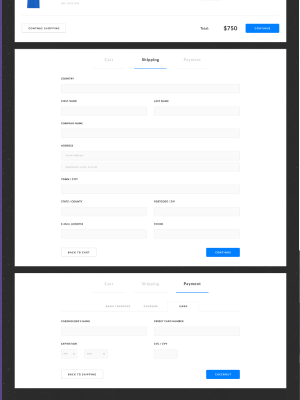 CONTINUE SHOPPING
Total: $750
CONTINUE
Cart Shipping Payment
COUNTRY
FIRST NAME LAST NAME
COMPANY NAME
ADDRESS
TOWN / CITY
STATE / COUNTY POSTCODE / ZIP
E-MAIL ADDRESS PHONE
BACK TO CART CONTINUE
Cart Shipping Payment
CARDHOLDER'S NAME CREDIT CARD NUMBER
EXPIRATION CVC / CVV
BACK TO SHIPPING CHECKOUT